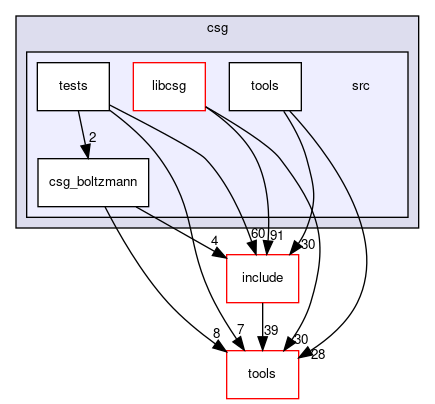 csg
tests
libcsg
tools
src
2
csg_boltzmann
4
60
91
30
include
8
7
39
30
28
tools